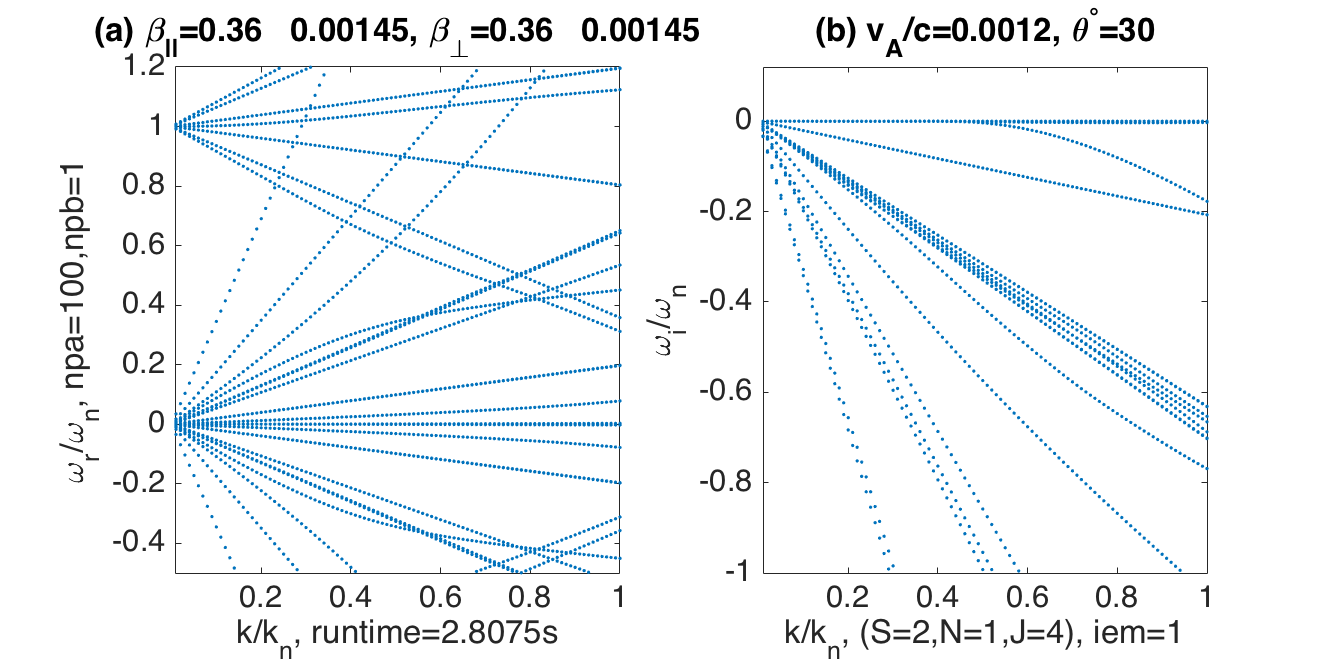 (a) β||=0.36 0.00145, β⊥=0.36 0.00145
ωr/ωn, npa=100,npb=1
1.2
1
0.8
0.6
0.4
0.2
0
-0.2
-0.4
0.2 0.4 0.6 0.8 1
k/kn, runtime=2.8075s
(b) vA/c=0.0012, θ°=30
ωi/ωn
0
-0.2
-0.4
-0.6
-0.8
-1
0.2 0.4 0.6 0.8 1
k/kn, (S=2,N=1,J=4), iem=1